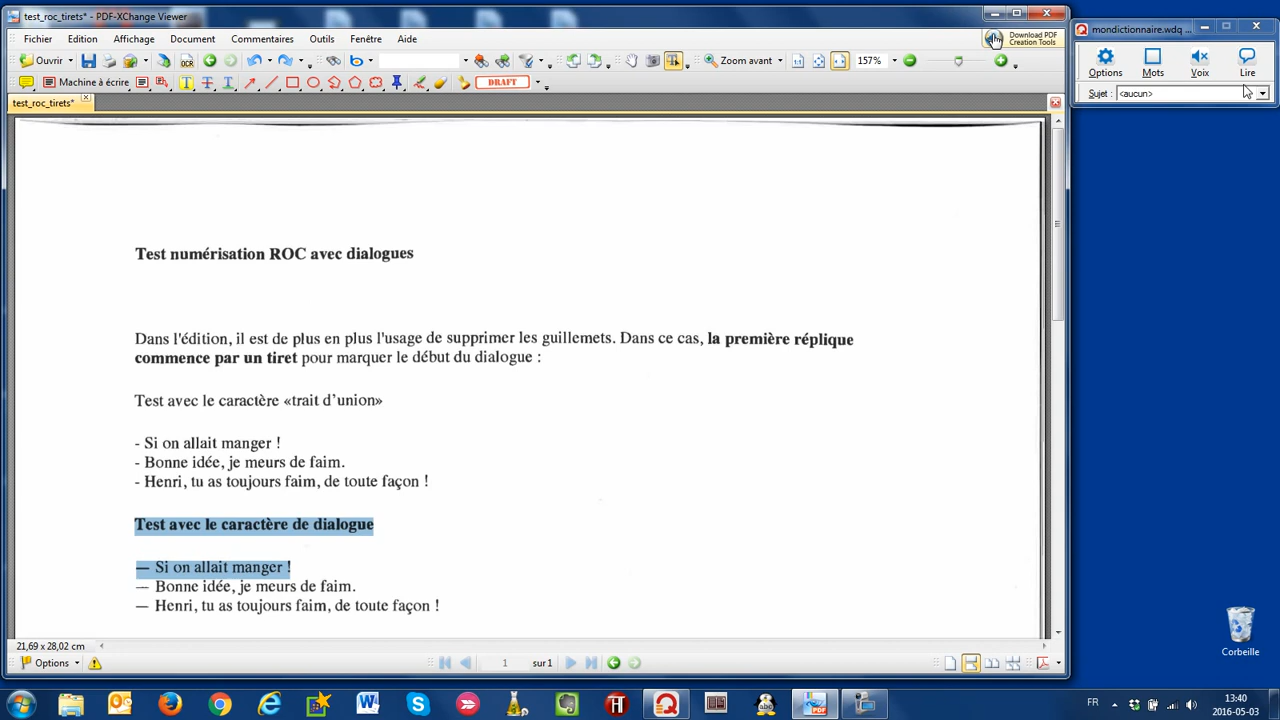 test_roc_tirets* - PDF-XChange Viewer
Fichier Edition Affichage Document Commentaires Outils Fenêtre Aide
Download PDF
Creation Tools
Ouvrir OCR Zoom avant 157%
Machine à écrire DRAFT
test_roc_tirets*
Test numérisation ROC avec dialogues
Dans l'édition, il est de plus en plus l'usage de supprimer les guillemets. Dans ce cas, la première réplique
commence par un tiret pour marquer le début du dialogue :
Test avec le caractère «trait d'union»
- Si on allait manger !
- Bonne idée, je meurs de faim.
- Henri, tu as toujours faim, de toute façon !
Test avec le caractère de dialogue
— Si on allait manger !
— Bonne idée, je meurs de faim.
— Henri, tu as toujours faim, de toute façon !
21,69 x 28,02 cm
Options 1 sur 1
mondictionnaire.wdq ...
Options Mots Voix Lire
Sujet : <aucun>
Corbeille
FR 13:40
2016-05-03